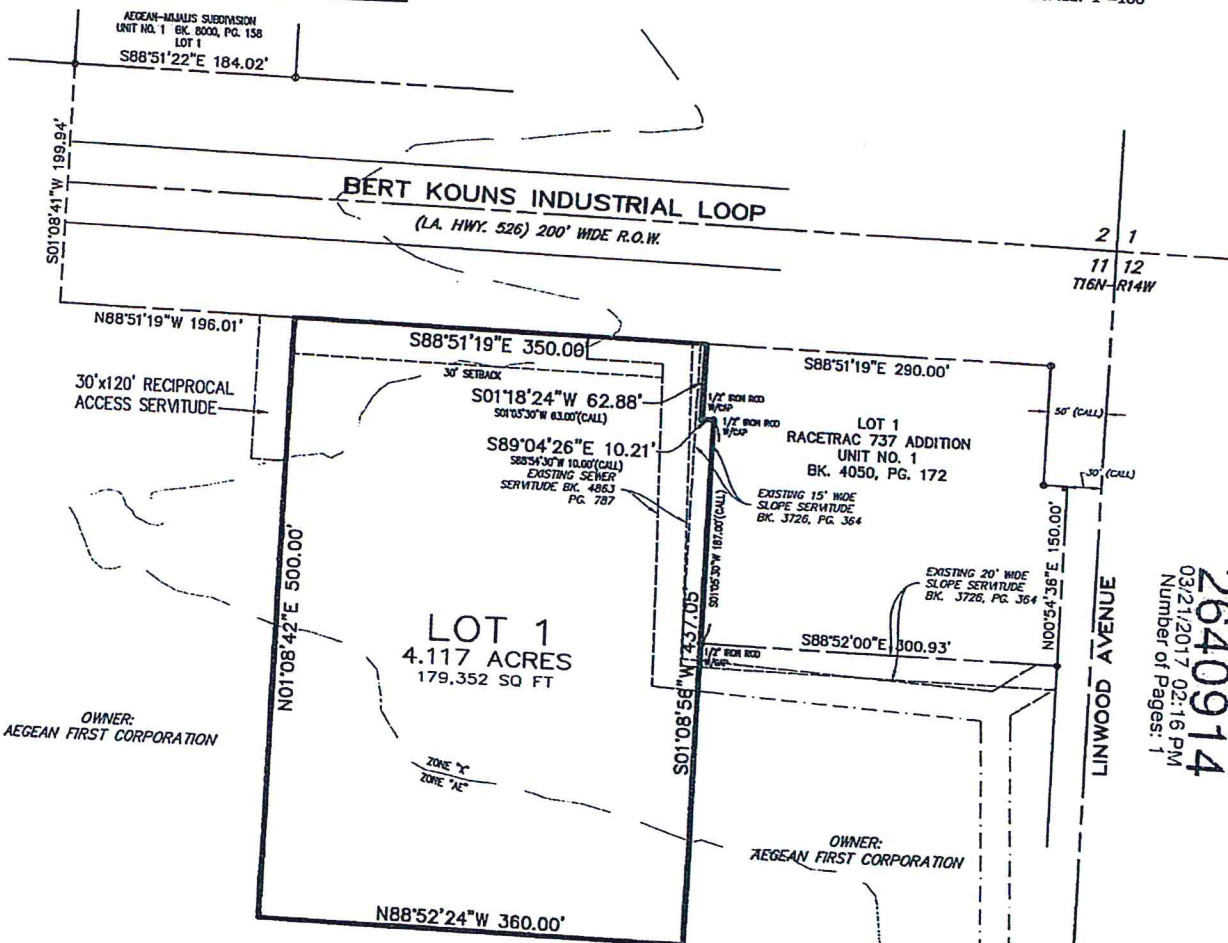 AEGEAN-MIJALIS SUBDIVISION
UNIT NO. 1 BK. 8000, PG. 158
LOT 1
S88°51'22"E 184.02'
S01°08'41"W 199.94'
BERT KOUNS INDUSTRIAL LOOP
(LA. HWY. 526) 200' WIDE R.O.W.
2 1
11 12
T16N-R14W
N88°51'19"W 196.01'
S88°51'19"E 350.00'
S88°51'19"E 290.00'
30' SETBACK
30'x120' RECIPROCAL
ACCESS SERVITUDE
S01°18'24"W 62.88'
S01°05'30"W 63.00'(CALL)
1/2" IRON ROD
W/CAP
1/2" IRON ROD
W/CAP
S89°04'26"E 10.21'
S88°54'30"W 10.00'(CALL)
EXISTING SEWER
SERVITUDE BK. 4863
PG. 787
LOT 1
RACETRAC 737 ADDITION
UNIT NO. 1
BK. 4050, PG. 172
50' (CALL)
30' (CALL)
EXISTING 15' WIDE
SLOPE SERVITUDE
BK. 3726, PG. 364
S01°05'30"W 187.00'(CALL)
N00°54'36"E 150.00'
EXISTING 20' WIDE
SLOPE SERVITUDE
BK. 3726, PG. 364
N01°08'42"E 500.00'
LOT 1
4.117 ACRES
179,352 SQ FT
S01°08'56"W 437.05'
1/2" IRON ROD
W/CAP
S88°52'00"E 300.93'
LINWOOD AVENUE
2640914
03/21/2017 02:16 PM
Number of Pages: 1
OWNER:
AEGEAN FIRST CORPORATION
ZONE "X"
ZONE "AE"
OWNER:
AEGEAN FIRST CORPORATION
N88°52'24"W 360.00'